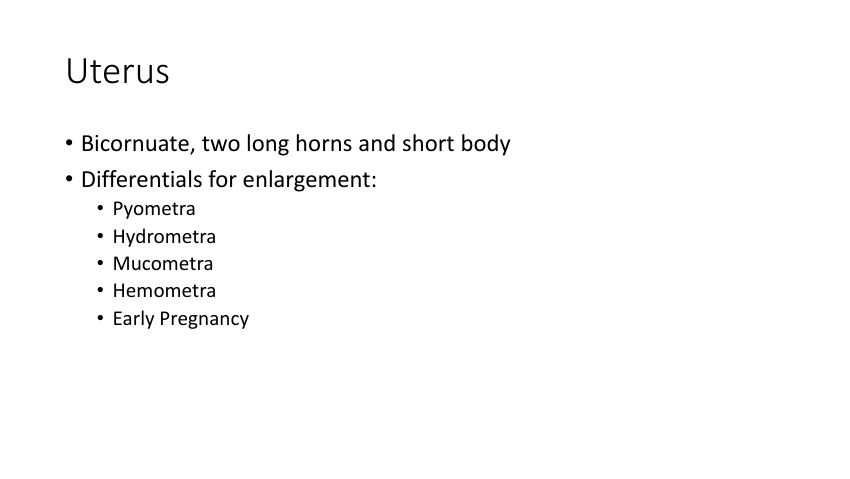 Uterus
• Bicornuate, two long horns and short body
• Differentials for enlargement:
• Pyometra
• Hydrometra
• Mucometra
• Hemometra
• Early Pregnancy